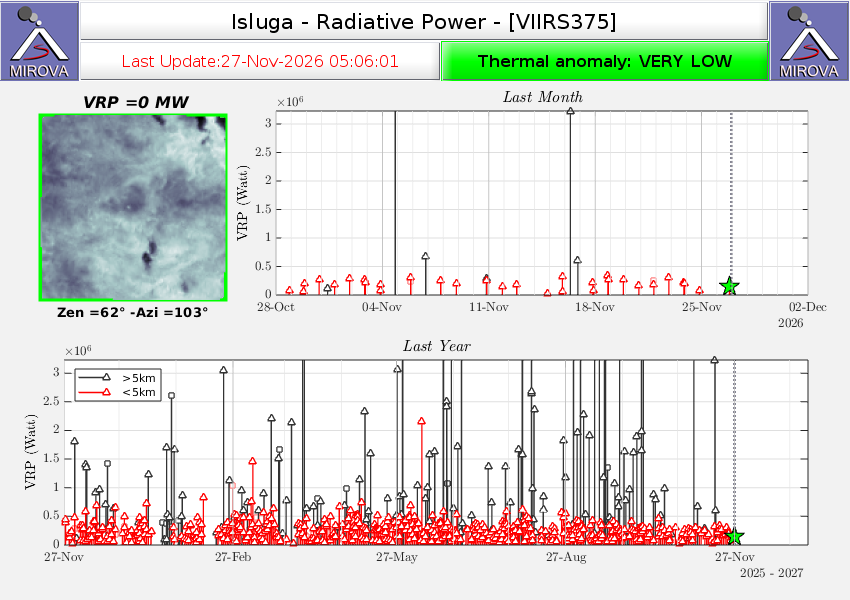 Isluga - Radiative Power - [VIIRS375]
MIROVA
Last Update:27-Nov-2026 05:06:01
Thermal anomaly: VERY LOW
MIROVA
VRP =0 MW
Zen =62° -Azi =103°
Last Month
×10⁶
VRP (Watt)
3
2.5
2
1.5
1
0.5
0
28-Oct 04-Nov 11-Nov 18-Nov 25-Nov 02-Dec
2026
Last Year
×10⁶
VRP (Watt)
3
2.5
2
1.5
1
0.5
0
>5km
<5km
27-Nov 27-Feb 27-May 27-Aug 27-Nov
2025 - 2027